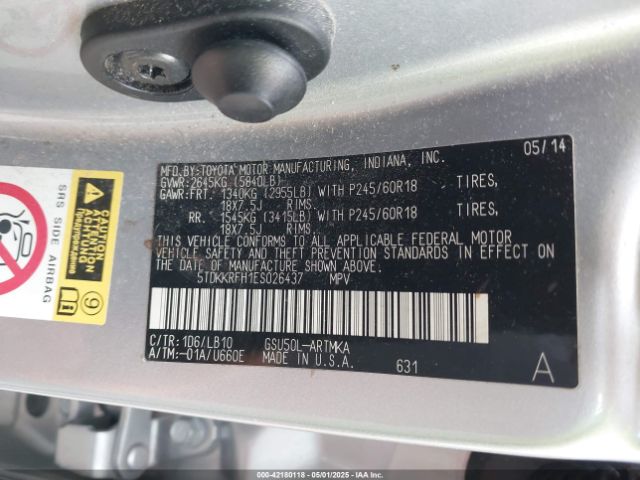 MFD. BY: TOYOTA MOTOR MANUFACTURING, INDIANA, INC. 05/14
GVWR: 2645KG (5840LB)
GAWR: FRT. 1340KG (2955LB) WITH P245/60R18 TIRES,
18X7.5J RIMS
RR. 1545KG (3415LB) WITH P245/60R18 TIRES,
18X7.5J RIMS
THIS VEHICLE CONFORMS TO ALL APPLICABLE FEDERAL MOTOR
VEHICLE SAFETY AND THEFT PREVENTION STANDARDS IN EFFECT ON
THE DATE OF MANUFACTURE SHOWN ABOVE.
5TDKKRFH1ES026437 MPV
C/TR: 1D6/LB10 GSU50L-ARTMKA
A/TM: -01A/U660E MADE IN U.S.A. 631 A
SRS SIDE AIRBAG
Предупреждение
9
000-42180118 - 05/01/2025 - IAAI.COM